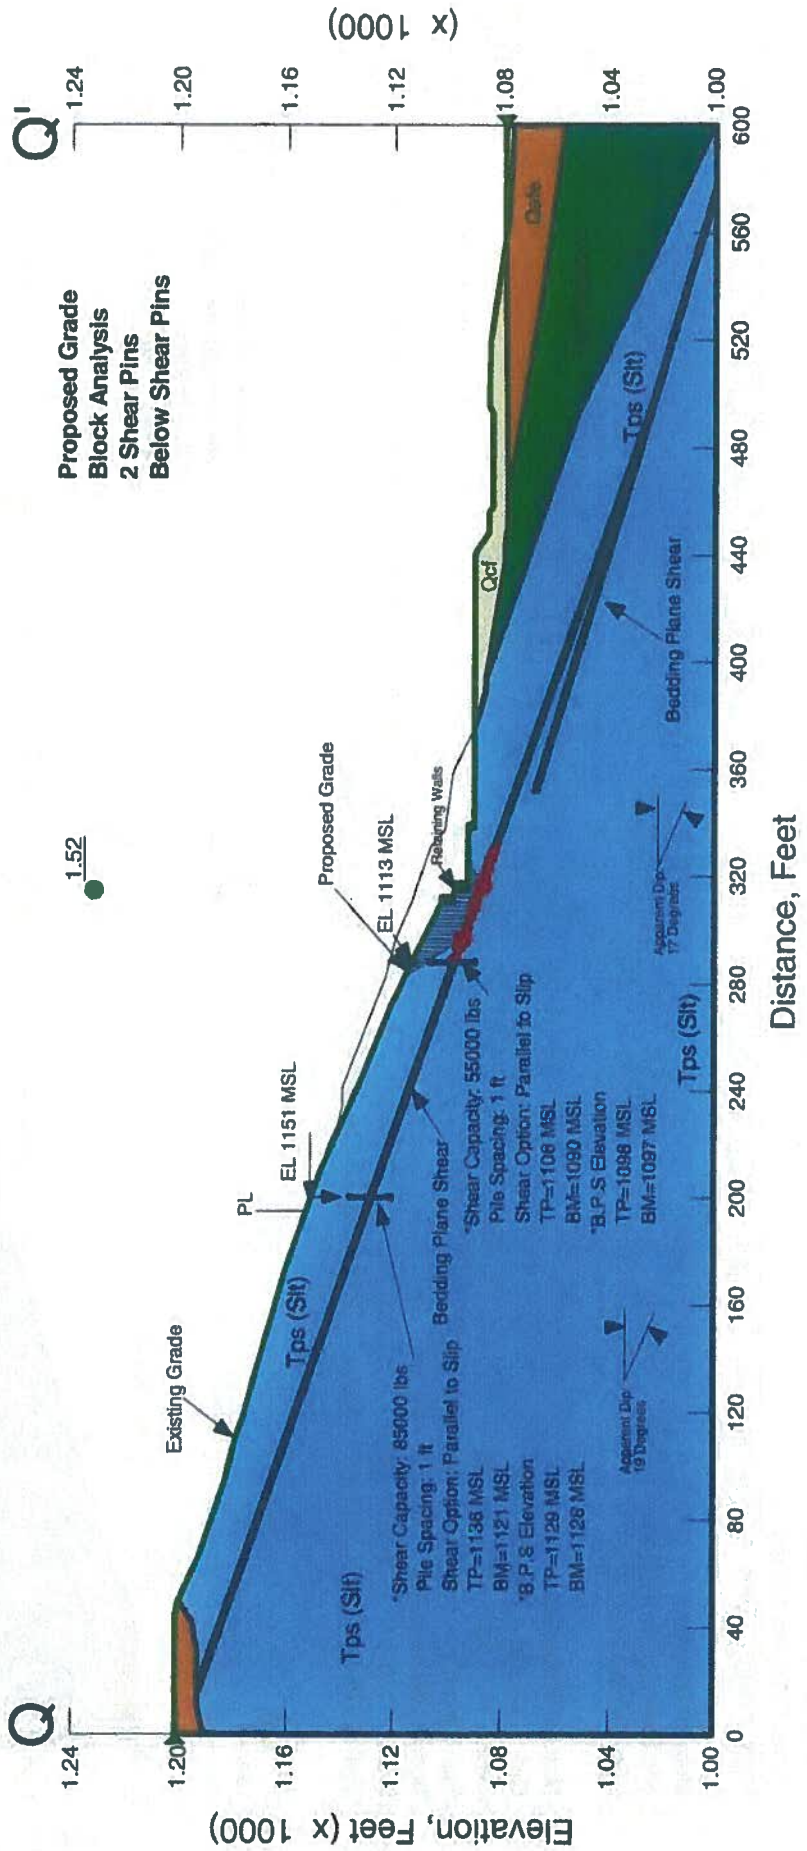 Q
Q'
Proposed Grade
Block Analysis
2 Shear Pins
Below Shear Pins
1.52
Elevation, Feet (x 1000)
1.24
1.20
1.16
1.12
1.08
1.04
1.00
(x 1000)
1.24
1.20
1.16
1.12
1.08
1.04
1.00
Existing Grade
PL
EL 1151 MSL
Proposed Grade
EL 1113 MSL
Retaining Walls
Qcf
Tps (Slt)
Tps (Slt)
Tps (Slt)
Tps (Slt)
Bedding Plane Shear
Bedding Plane Shear
*Shear Capacity: 85000 lbs
Pile Spacing: 1 ft
Shear Option: Parallel to Slip
TP=1136 MSL
BM=1121 MSL
*B.P.S Elevation
TP=1129 MSL
BM=1128 MSL
*Shear Capacity: 55000 lbs
Pile Spacing: 1 ft
Shear Option: Parallel to Slip
TP=1106 MSL
BM=1090 MSL
*B.P.S Elevation
TP=1098 MSL
BM=1097 MSL
Apparent Dip
19 Degrees
Apparent Dip
17 Degrees
0
40
80
120
160
200
240
280
320
360
400
440
480
520
560
600
Distance, Feet